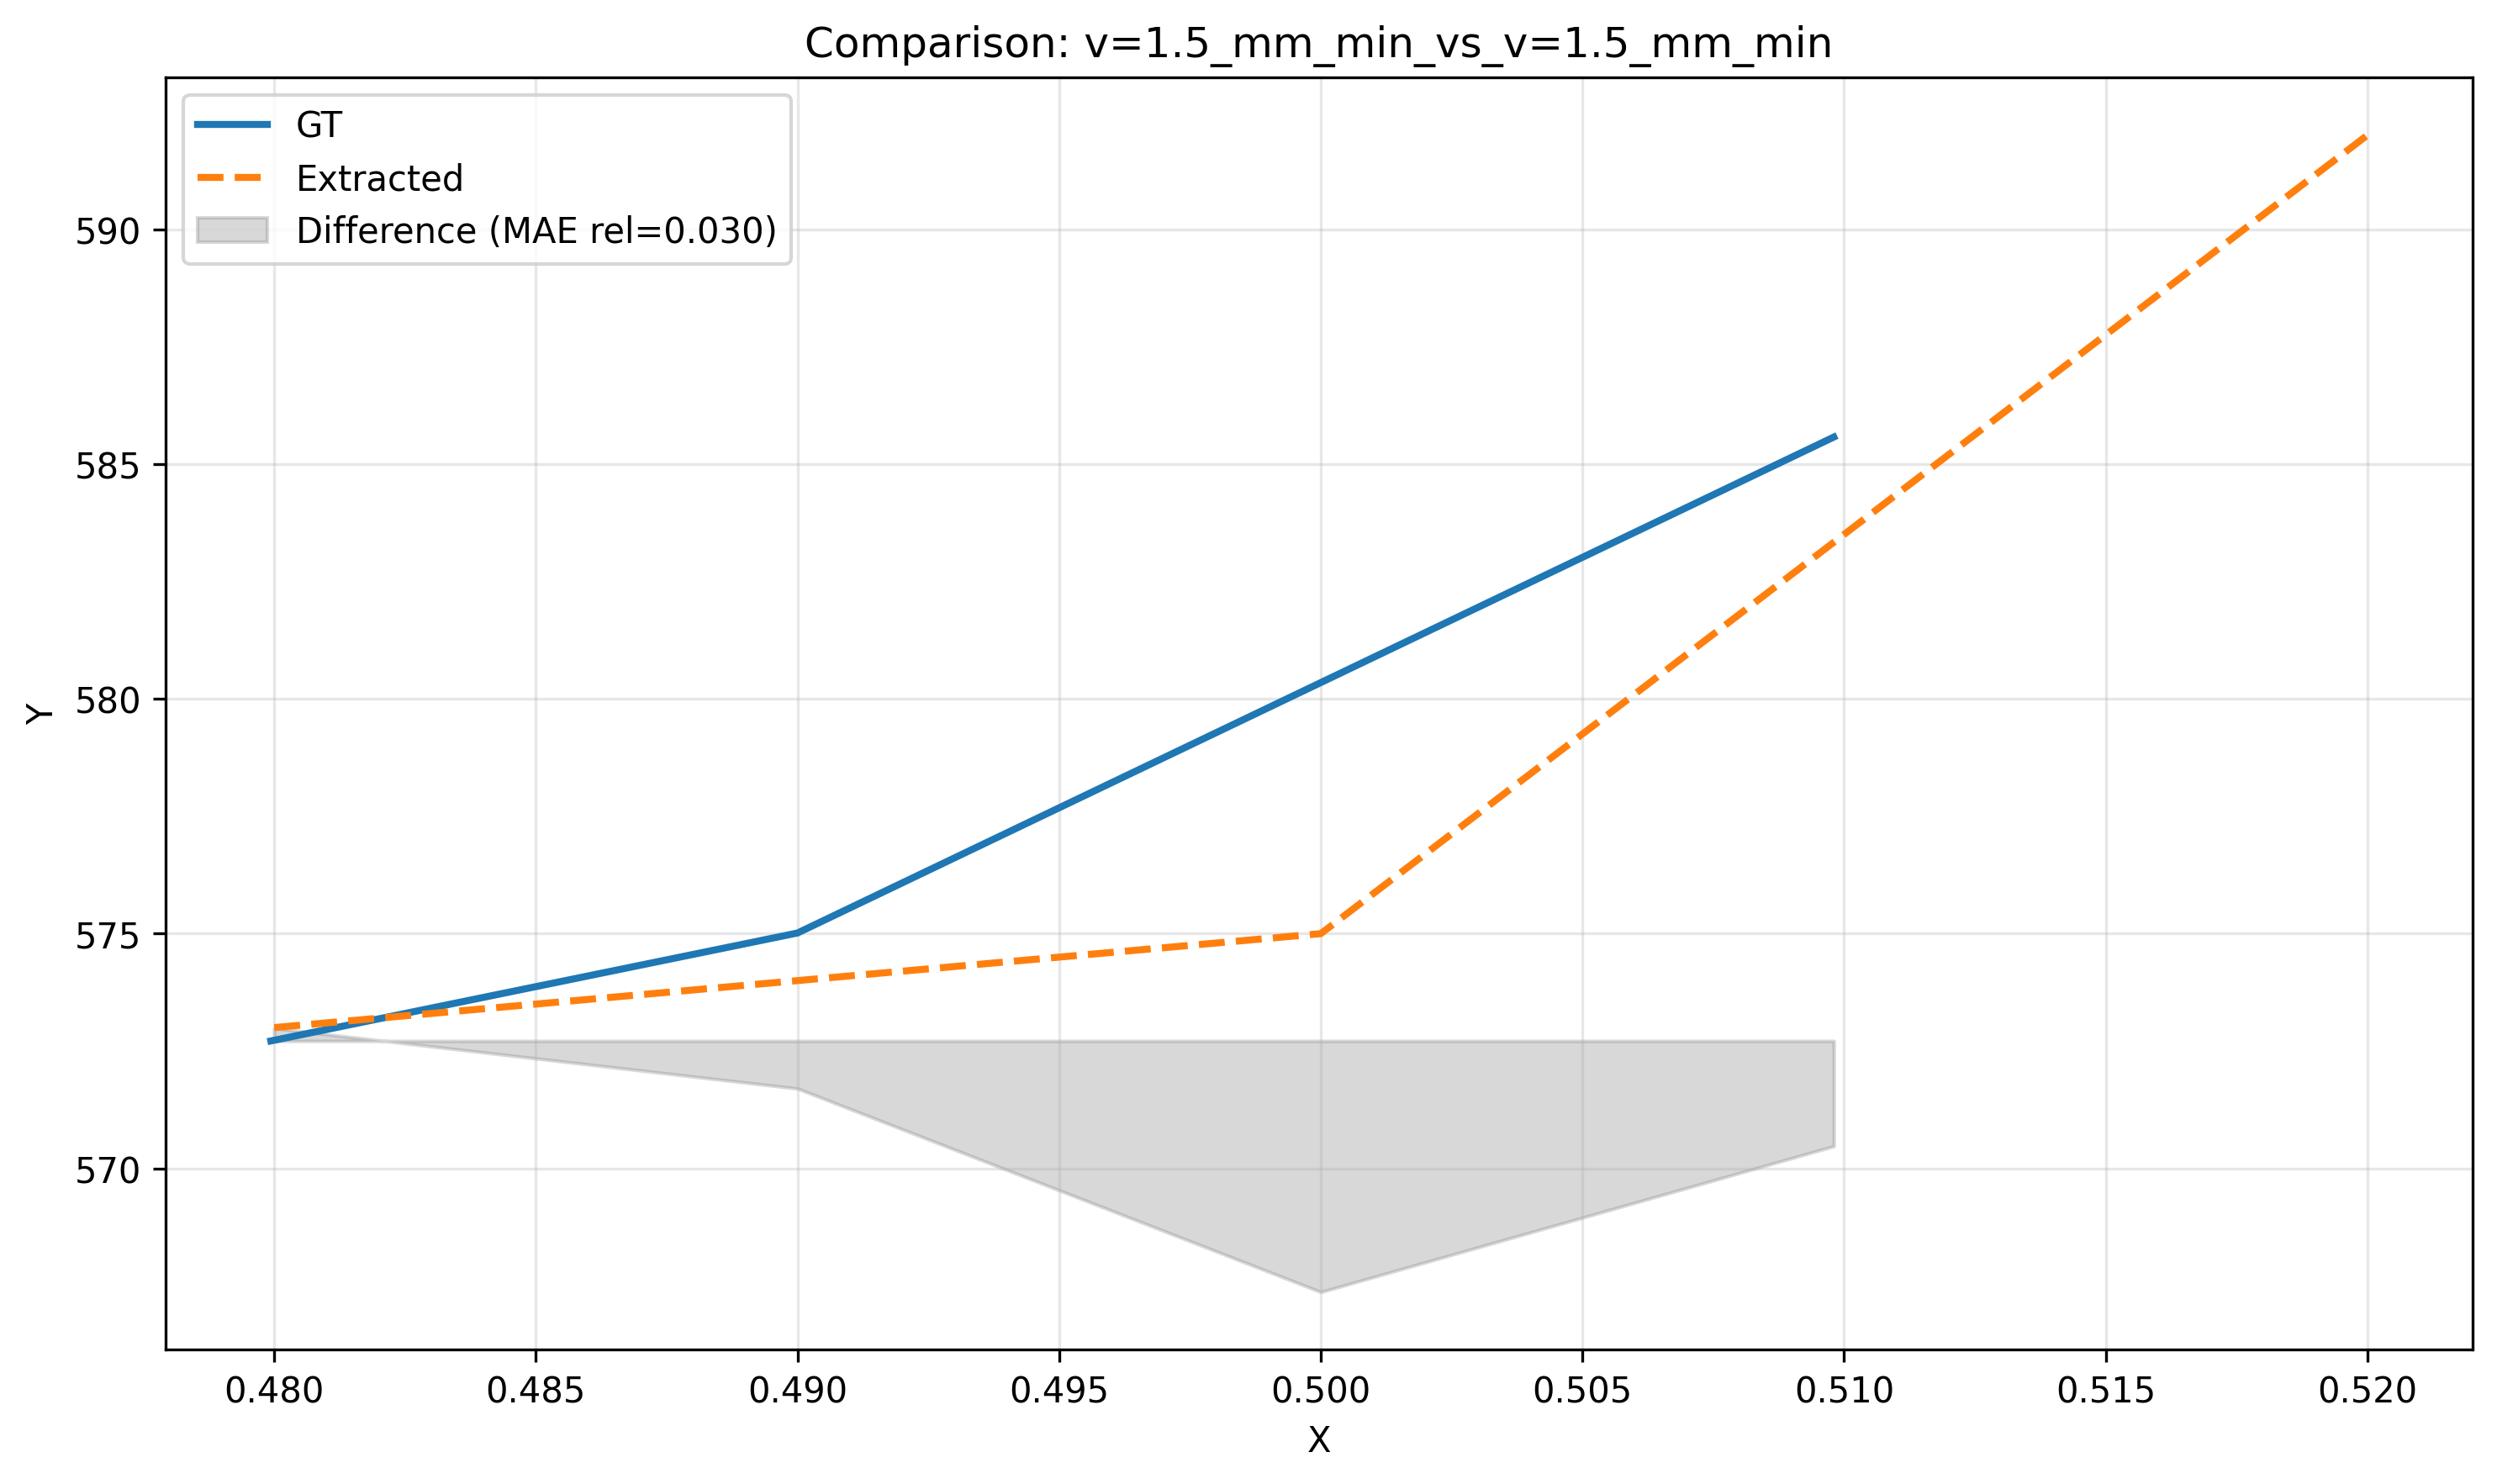 Comparison: v=1.5_mm_min_vs_v=1.5_mm_min
GT
Extracted
Difference (MAE rel=0.030)
Y
590
585
580
575
570
0.480 0.485 0.490 0.495 0.500 0.505 0.510 0.515 0.520
X